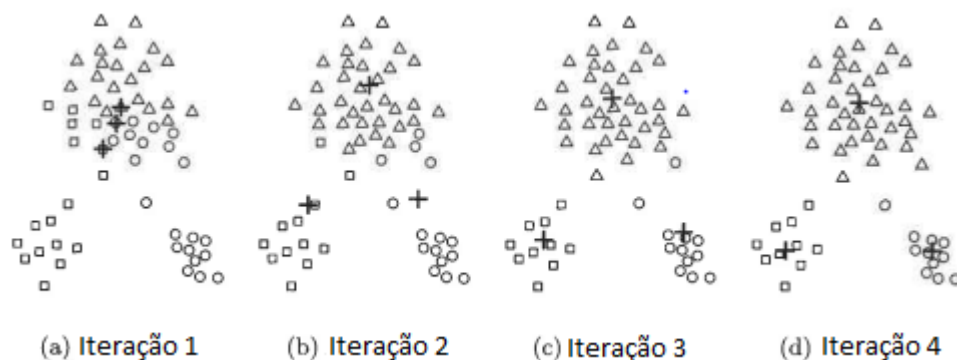 (a) Iteração 1
(b) Iteração 2
(c) Iteração 3
(d) Iteração 4